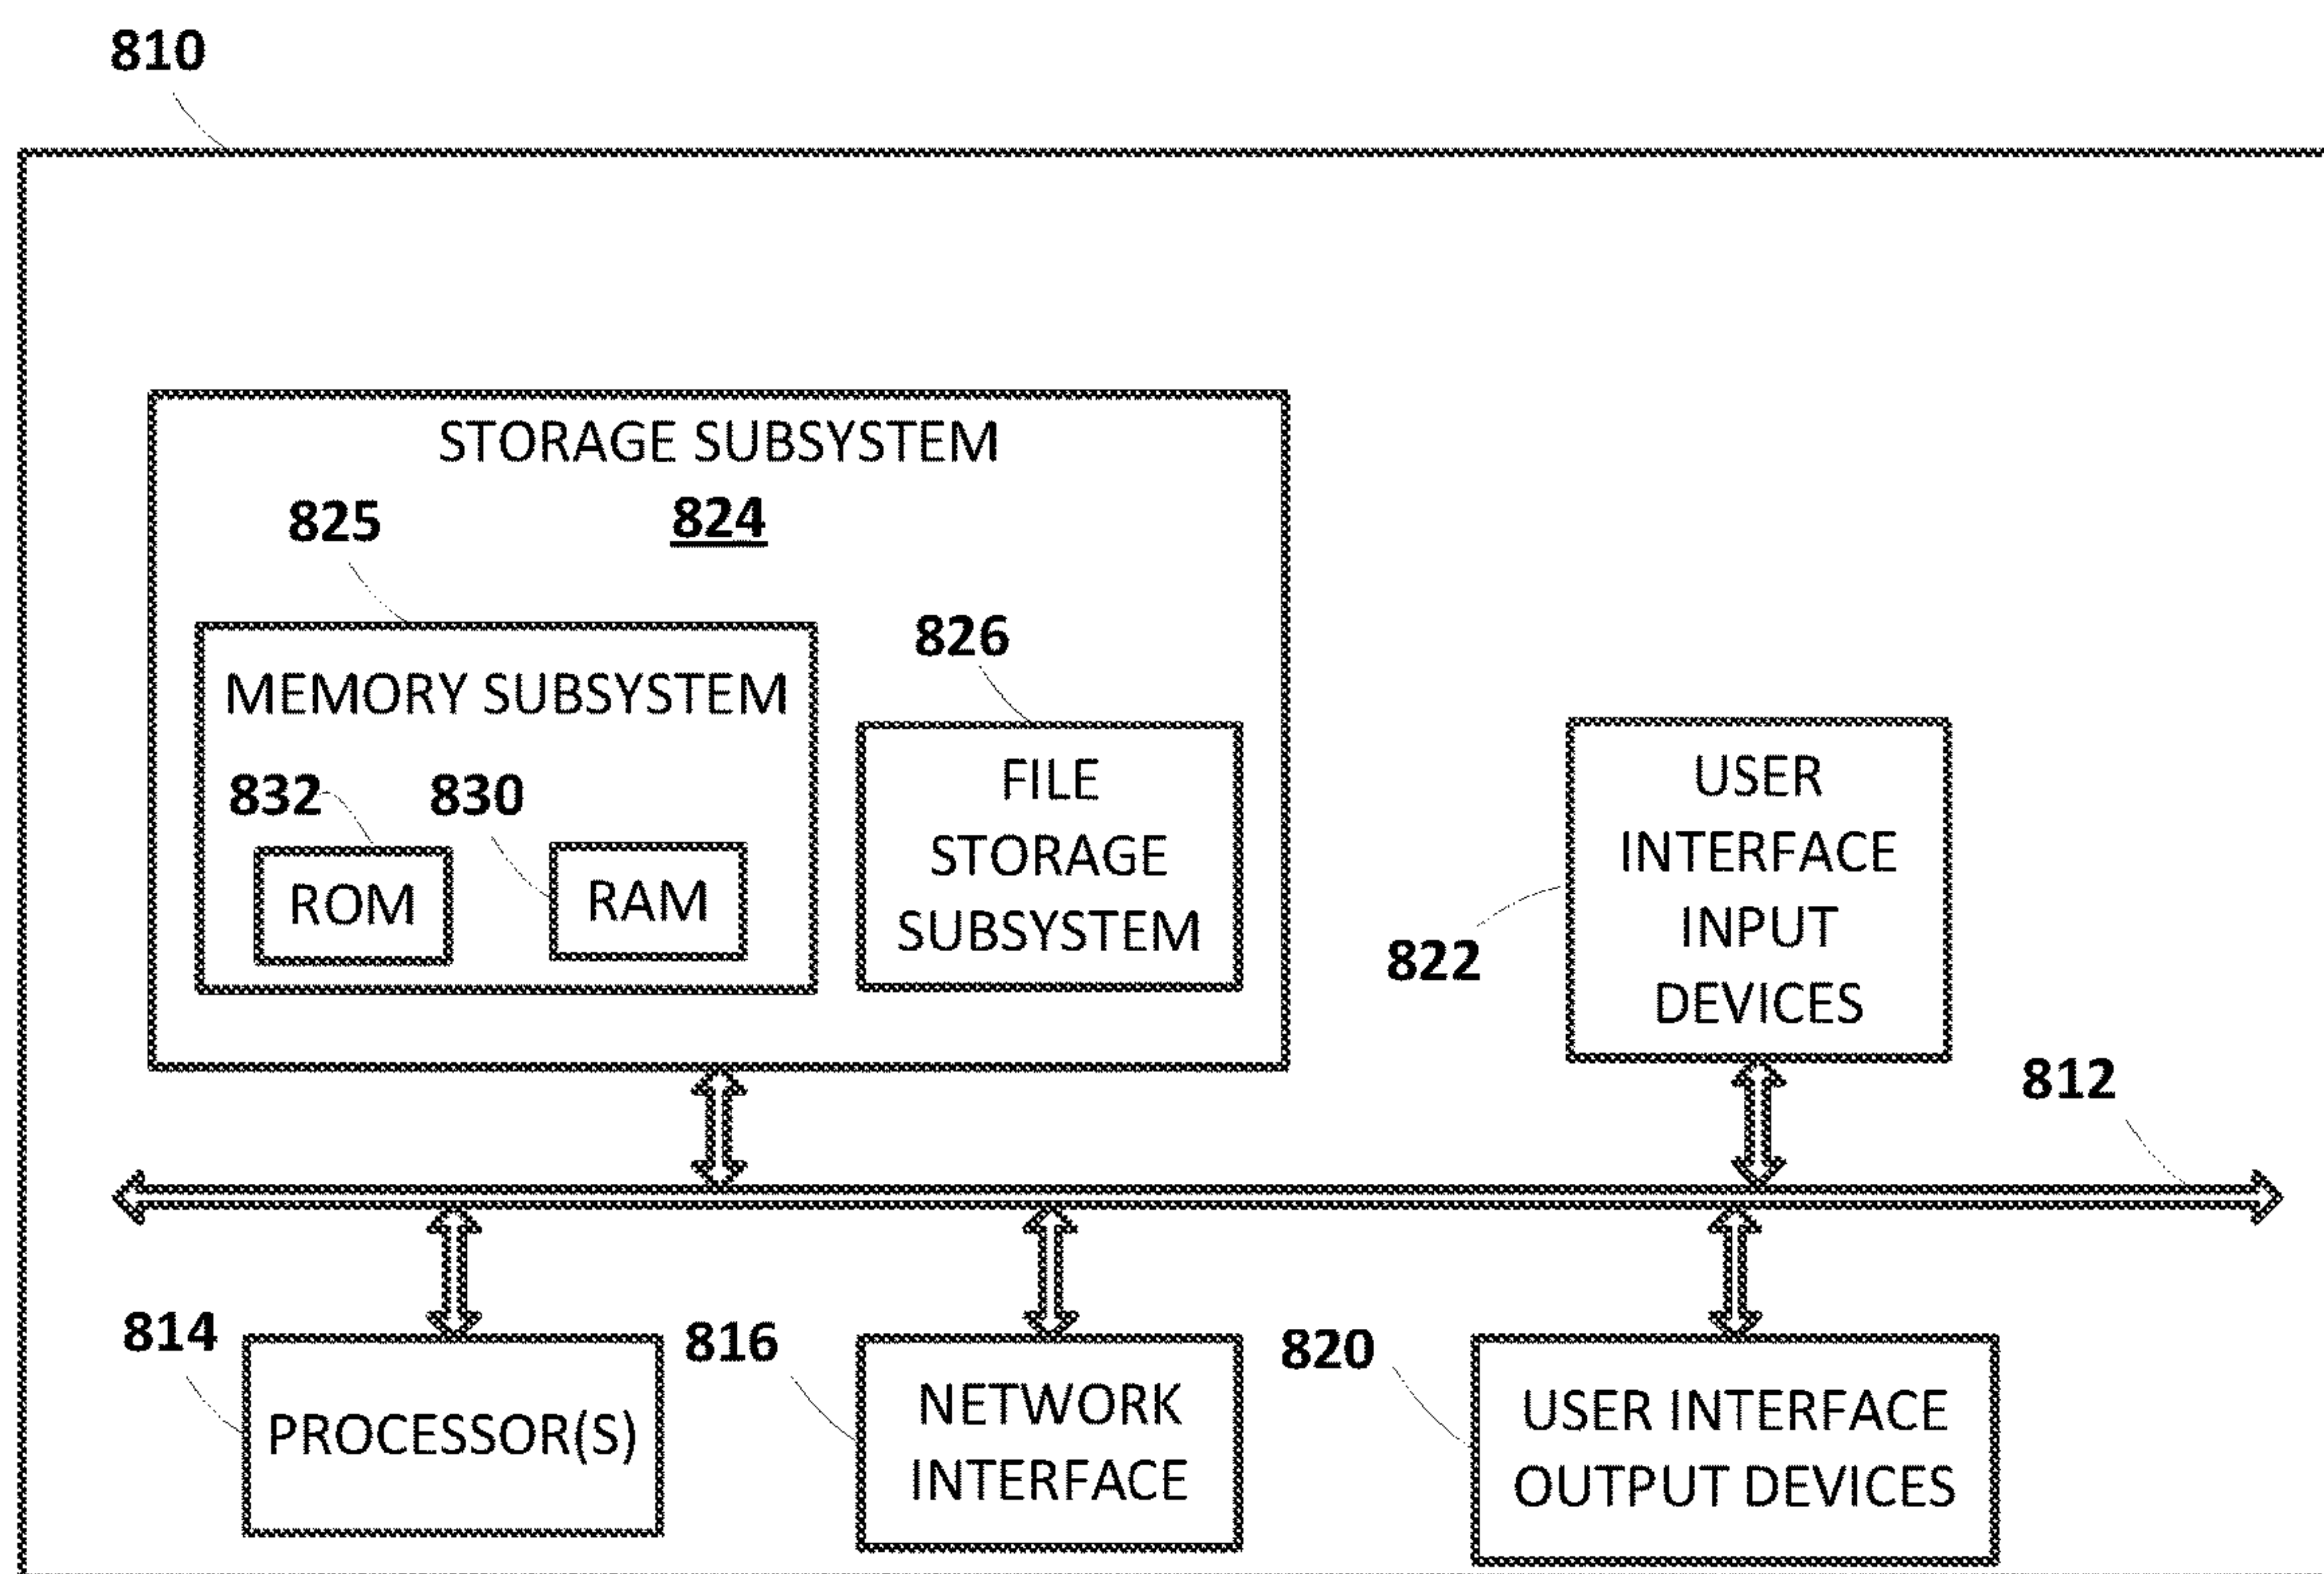 810
STORAGE SUBSYSTEM
824
825
MEMORY SUBSYSTEM
832
830
ROM
RAM
826
FILE
STORAGE
SUBSYSTEM
822
USER
INTERFACE
INPUT
DEVICES
812
814
PROCESSOR(S)
816
NETWORK
INTERFACE
820
USER INTERFACE
OUTPUT DEVICES